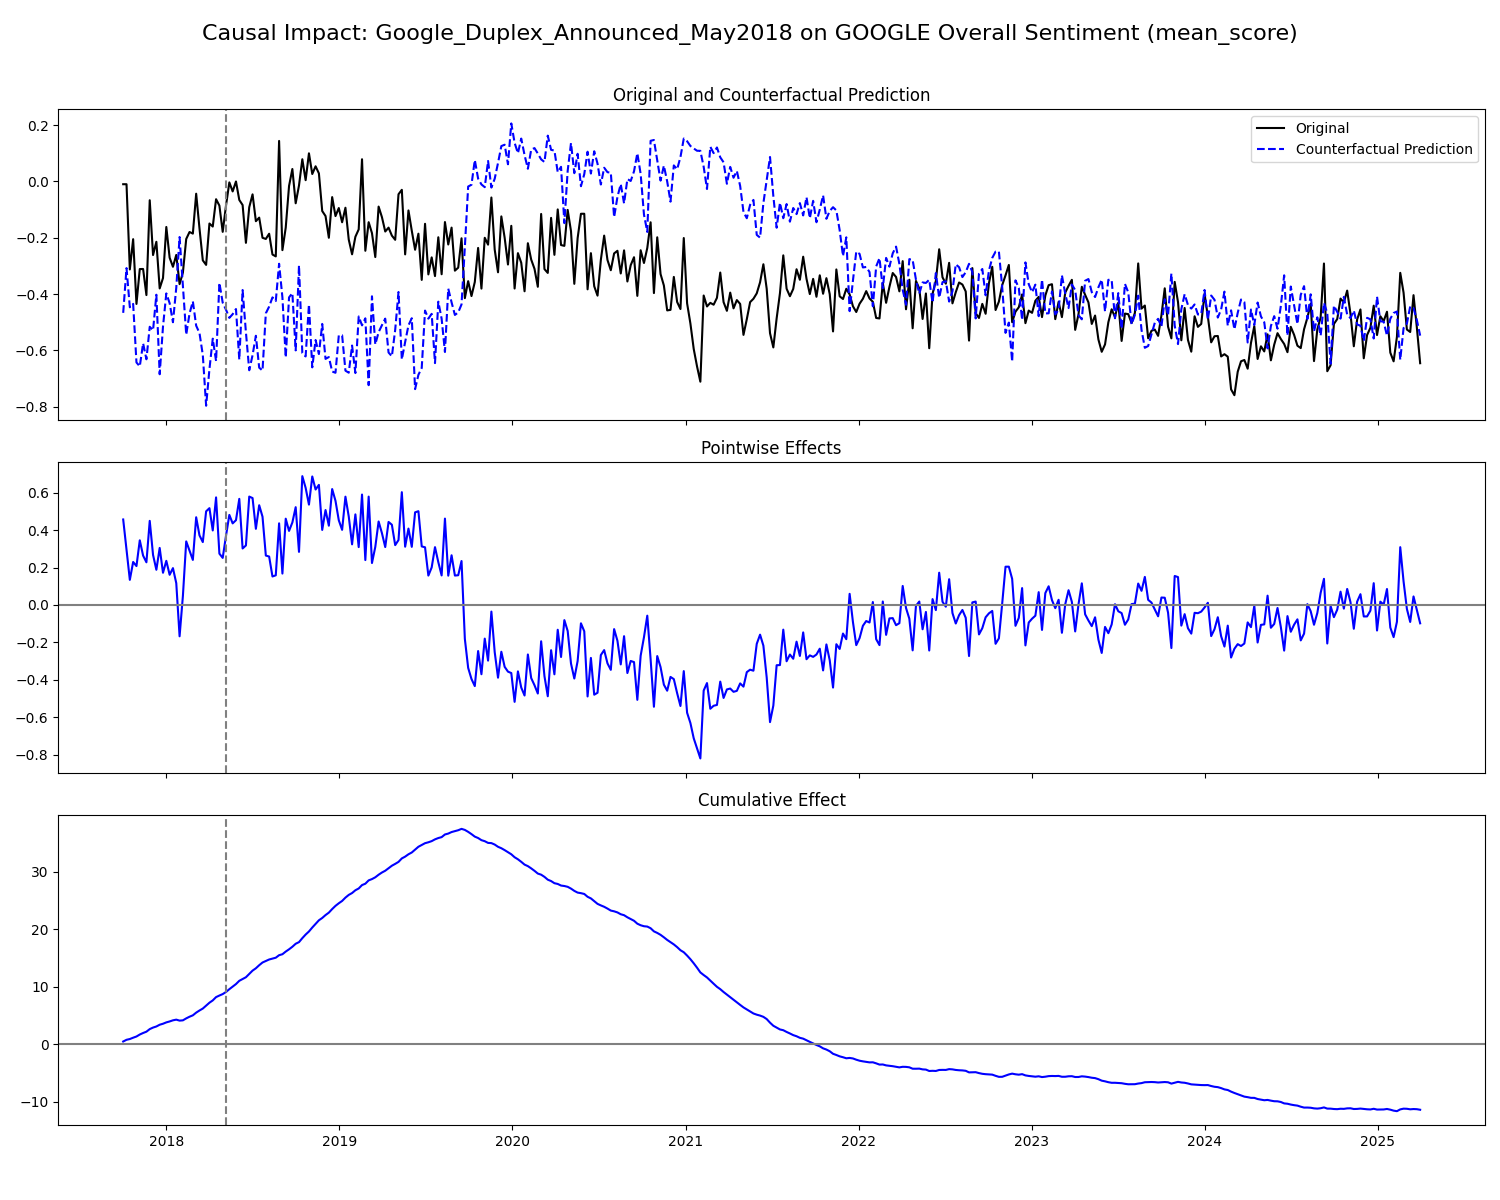 Causal Impact: Google_Duplex_Announced_May2018 on GOOGLE Overall Sentiment (mean_score)
Original and Counterfactual Prediction
Original
Counterfactual Prediction
0.2
0.0
−0.2
−0.4
−0.6
−0.8
Pointwise Effects
0.6
0.4
0.2
0.0
−0.2
−0.4
−0.6
−0.8
Cumulative Effect
30
20
10
0
−10
2018 2019 2020 2021 2022 2023 2024 2025